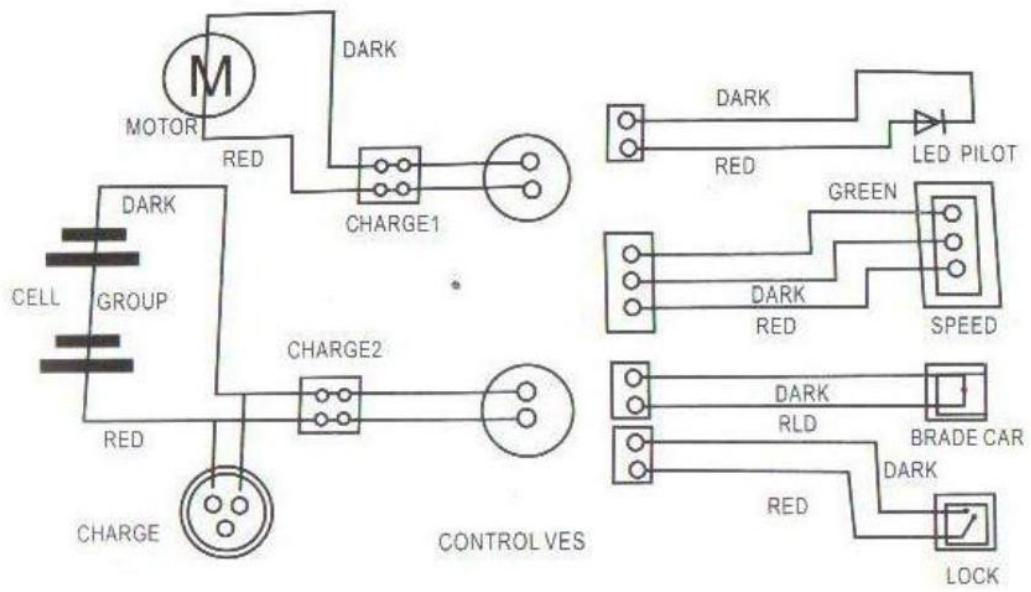 DARK
M
MOTOR
RED
CHARGE1
DARK
CELL GROUP
CHARGE2
RED
CHARGE
CONTROL VES
DARK
RED
LED PILOT
GREEN
DARK
RED
SPEED
DARK
RLD
BRADE CAR
DARK
RED
LOCK